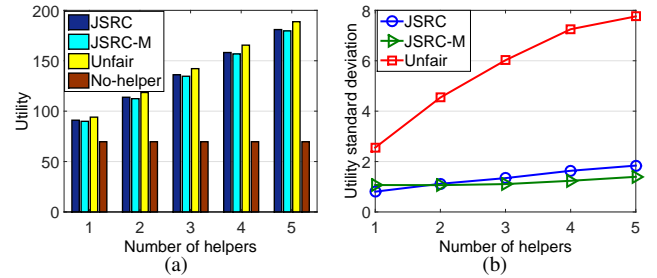 200
150
100
50
0
Utility
JSRC
JSRC-M
Unfair
No-helper
1 2 3 4 5
Number of helpers
(a)
8
6
4
2
0
Utility standard deviation
JSRC
JSRC-M
Unfair
1 2 3 4 5
Number of helpers
(b)